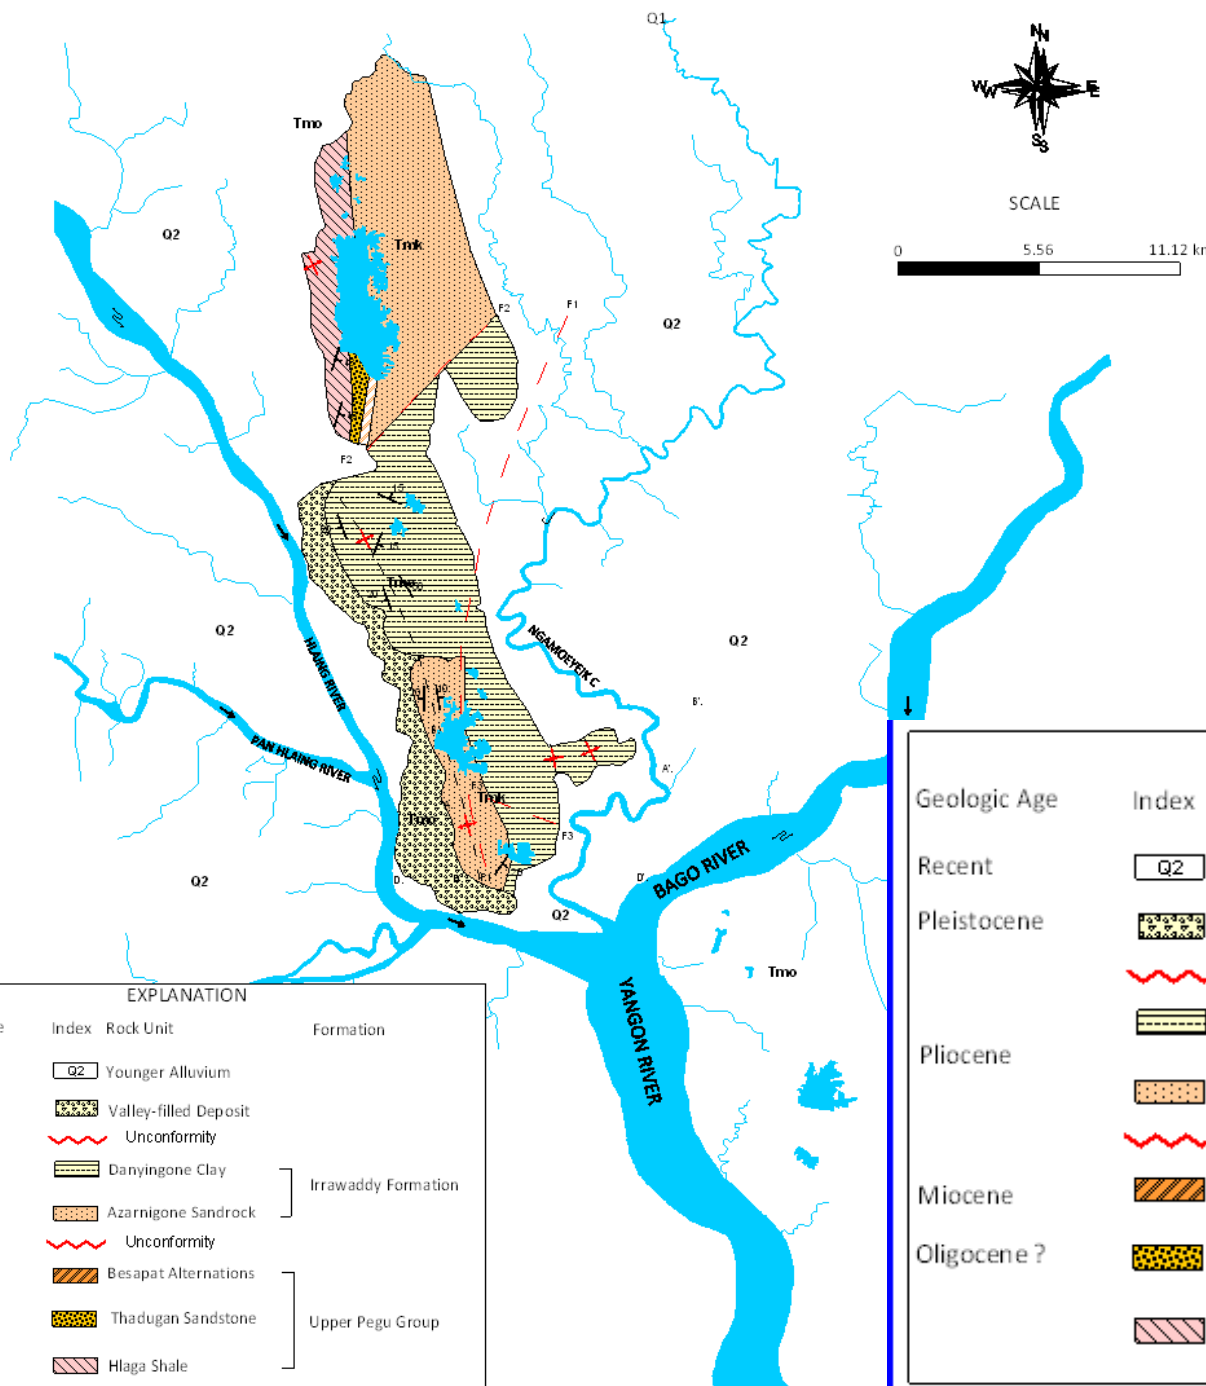 Q1
N
N
W
W
E
E
S
S
Tmo
SCALE
Q2
Tmk
0 5.56 11.12 km
F2
F1
Q2
F2
15
15
Q2
HLAING RIVER
NGAMOEYEIK C
Q2
B'.
PAN HLAING RIVER
A'.
Tmk
F3
BAGO RIVER
Q2
D.
D'.
Q2
Tmo
YANGON RIVER
EXPLANATION
Index Rock Unit Formation
Q2 Younger Alluvium
Valley-filled Deposit
Unconformity
Danyingone Clay
Irrawaddy Formation
Azarnigone Sandrock
Unconformity
Besapat Alternations
Thadugan Sandstone
Upper Pegu Group
Hlaga Shale
Geologic Age Index
Recent Q2
Pleistocene
Pliocene
Miocene
Oligocene ?